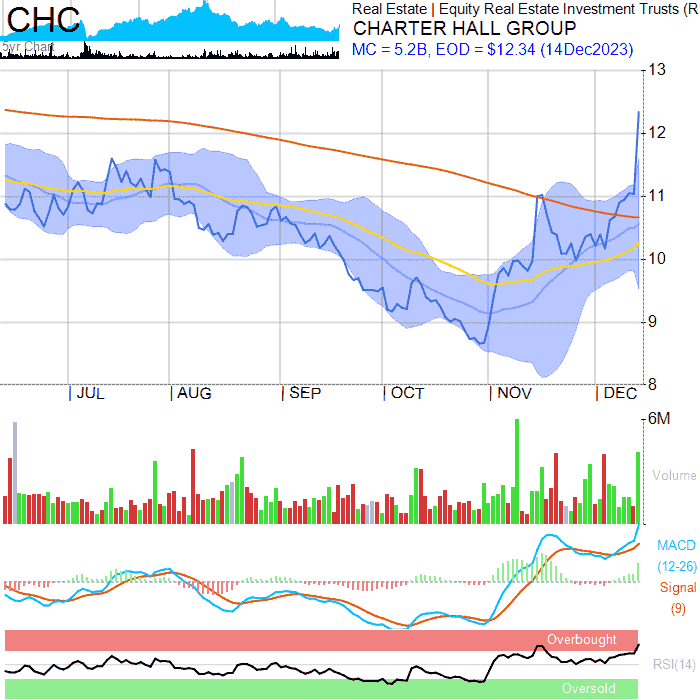 CHC
5yr Chart
Real Estate | Equity Real Estate Investment Trusts (R
CHARTER HALL GROUP
MC = 5.2B, EOD = $12.34 (14Dec2023)
13
12
11
10
9
8
| JUL | AUG | SEP | OCT | NOV | DEC
6M
Volume
MACD
(12-26)
Signal
(9)
Overbought
RSI(14)
Oversold